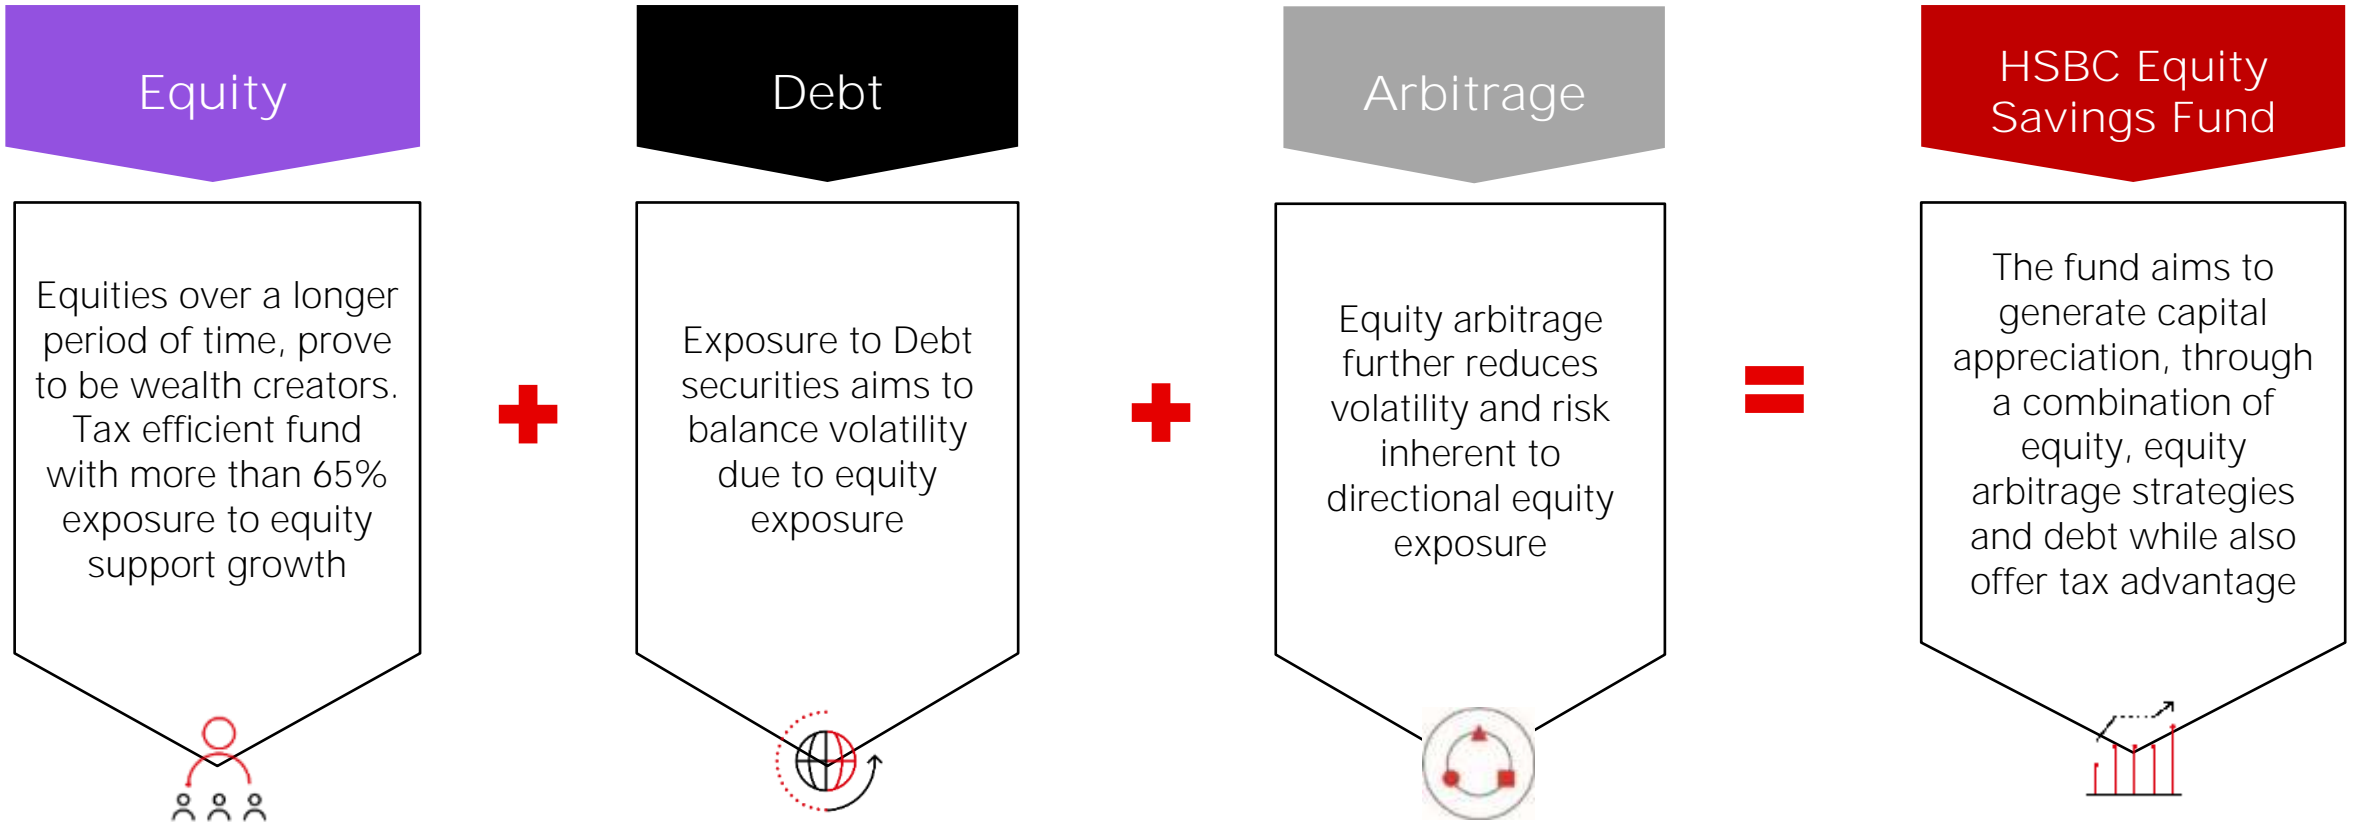 Equity
Equities over a longer
period of time, prove
to be wealth creators.
Tax efficient fund
with more than 65%
exposure to equity
support growth
Debt
Exposure to Debt
securities aims to
balance volatility
due to equity
exposure
Arbitrage
Equity arbitrage
further reduces
volatility and risk
inherent to
directional equity
exposure
HSBC Equity
Savings Fund
The fund aims to
generate capital
appreciation, through
a combination of
equity, equity
arbitrage strategies
and debt while also
offer tax advantage